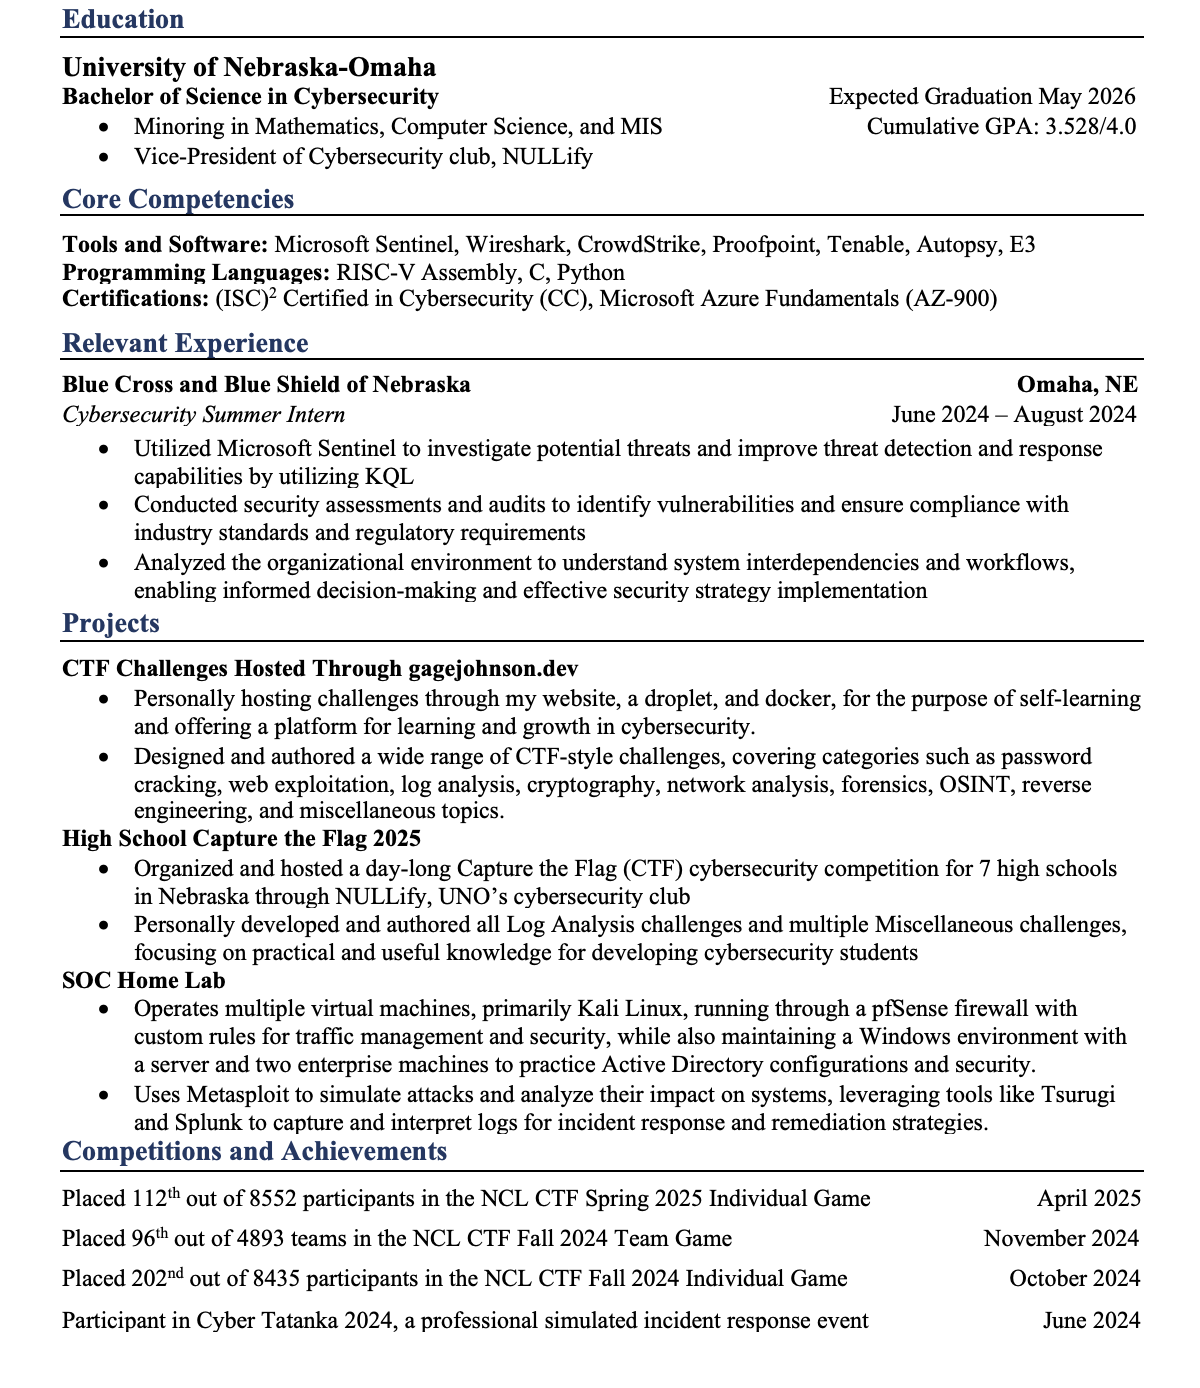 Education
University of Nebraska-Omaha
Bachelor of Science in Cybersecurity Expected Graduation May 2026
• Minoring in Mathematics, Computer Science, and MIS Cumulative GPA: 3.528/4.0
• Vice-President of Cybersecurity club, NULLify
Core Competencies
Tools and Software: Microsoft Sentinel, Wireshark, CrowdStrike, Proofpoint, Tenable, Autopsy, E3
Programming Languages: RISC-V Assembly, C, Python
Certifications: (ISC)² Certified in Cybersecurity (CC), Microsoft Azure Fundamentals (AZ-900)
Relevant Experience
Blue Cross and Blue Shield of Nebraska Omaha, NE
Cybersecurity Summer Intern June 2024 – August 2024
• Utilized Microsoft Sentinel to investigate potential threats and improve threat detection and response
capabilities by utilizing KQL
• Conducted security assessments and audits to identify vulnerabilities and ensure compliance with
industry standards and regulatory requirements
• Analyzed the organizational environment to understand system interdependencies and workflows,
enabling informed decision-making and effective security strategy implementation
Projects
CTF Challenges Hosted Through gagejohnson.dev
• Personally hosting challenges through my website, a droplet, and docker, for the purpose of self-learning
and offering a platform for learning and growth in cybersecurity.
• Designed and authored a wide range of CTF-style challenges, covering categories such as password
cracking, web exploitation, log analysis, cryptography, network analysis, forensics, OSINT, reverse
engineering, and miscellaneous topics.
High School Capture the Flag 2025
• Organized and hosted a day-long Capture the Flag (CTF) cybersecurity competition for 7 high schools
in Nebraska through NULLify, UNO’s cybersecurity club
• Personally developed and authored all Log Analysis challenges and multiple Miscellaneous challenges,
focusing on practical and useful knowledge for developing cybersecurity students
SOC Home Lab
• Operates multiple virtual machines, primarily Kali Linux, running through a pfSense firewall with
custom rules for traffic management and security, while also maintaining a Windows environment with
a server and two enterprise machines to practice Active Directory configurations and security.
• Uses Metasploit to simulate attacks and analyze their impact on systems, leveraging tools like Tsurugi
and Splunk to capture and interpret logs for incident response and remediation strategies.
Competitions and Achievements
Placed 112th out of 8552 participants in the NCL CTF Spring 2025 Individual Game April 2025
Placed 96th out of 4893 teams in the NCL CTF Fall 2024 Team Game November 2024
Placed 202nd out of 8435 participants in the NCL CTF Fall 2024 Individual Game October 2024
Participant in Cyber Tatanka 2024, a professional simulated incident response event June 2024